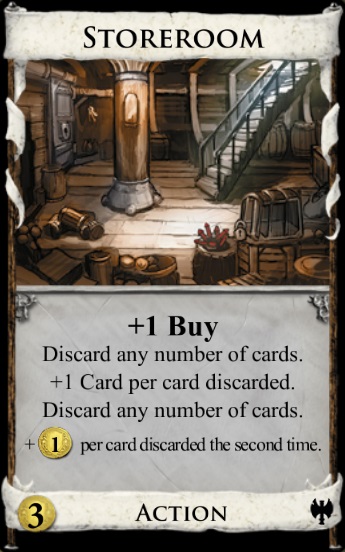 STOREROOM
+1 Buy
Discard any number of cards.
+1 Card per card discarded.
Discard any number of cards.
+ 1 per card discarded the second time.
3 ACTION